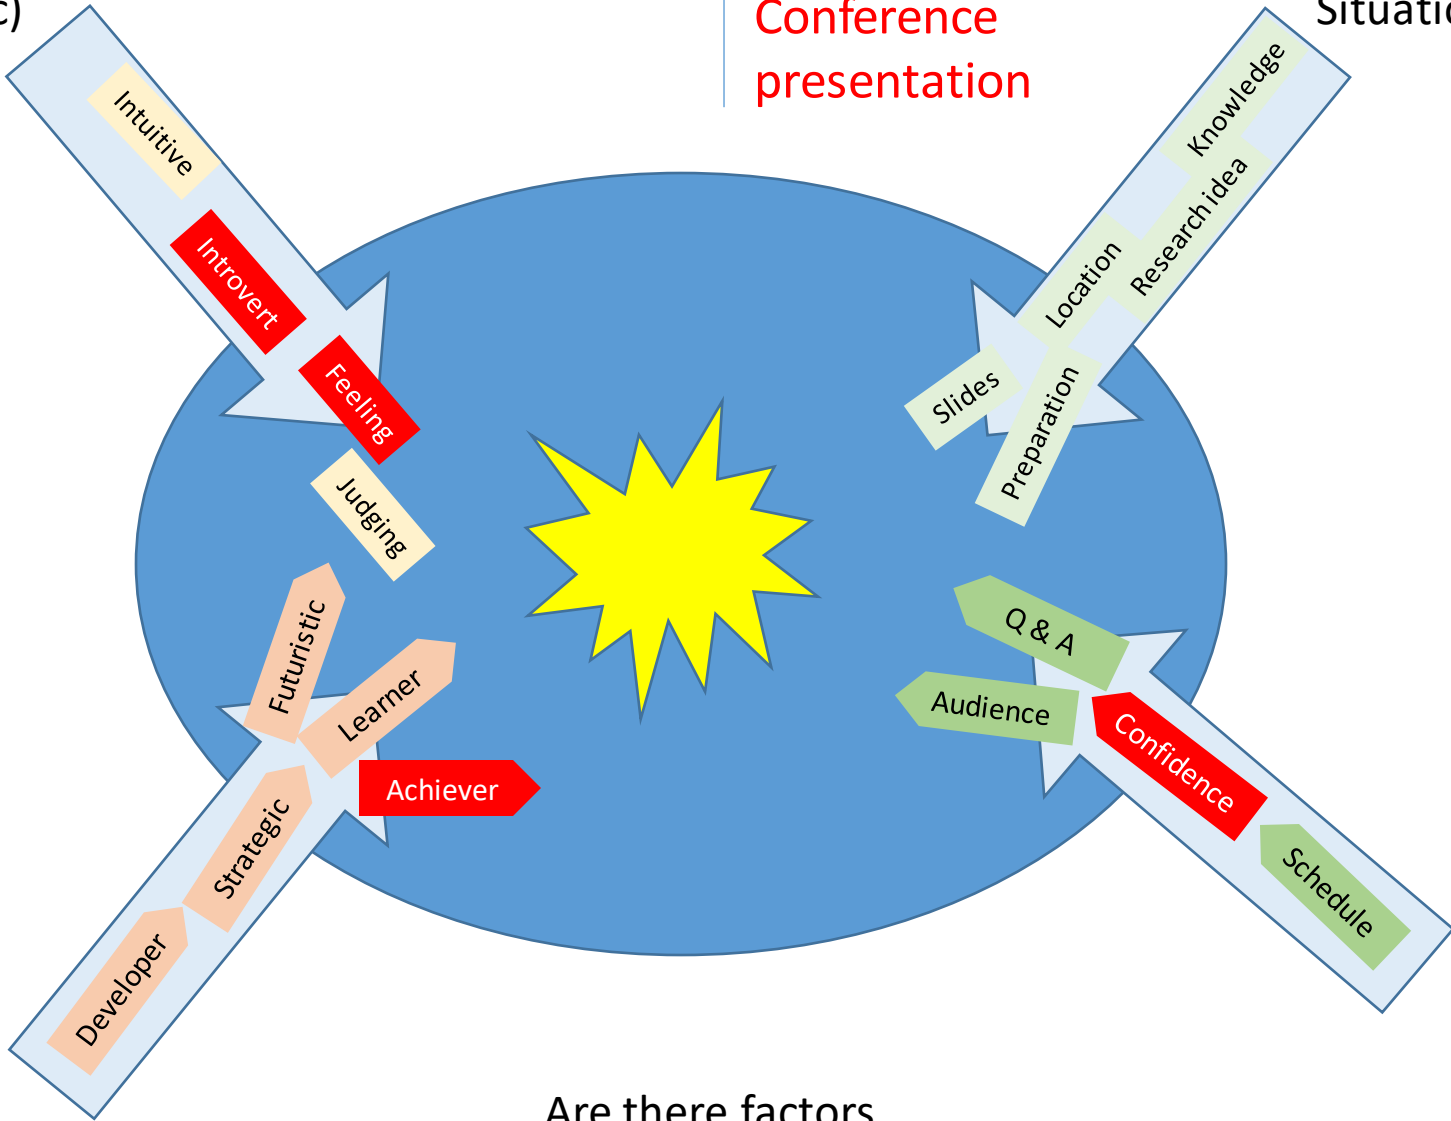 c)
Conference
presentation
Situatio
Intuitive
Introvert
Feeling
Judging
Knowledge
Research idea
Location
Slides
Preparation
Futuristic
Learner
Achiever
Strategic
Developer
Q & A
Audience
Confidence
Schedule
Are there factors